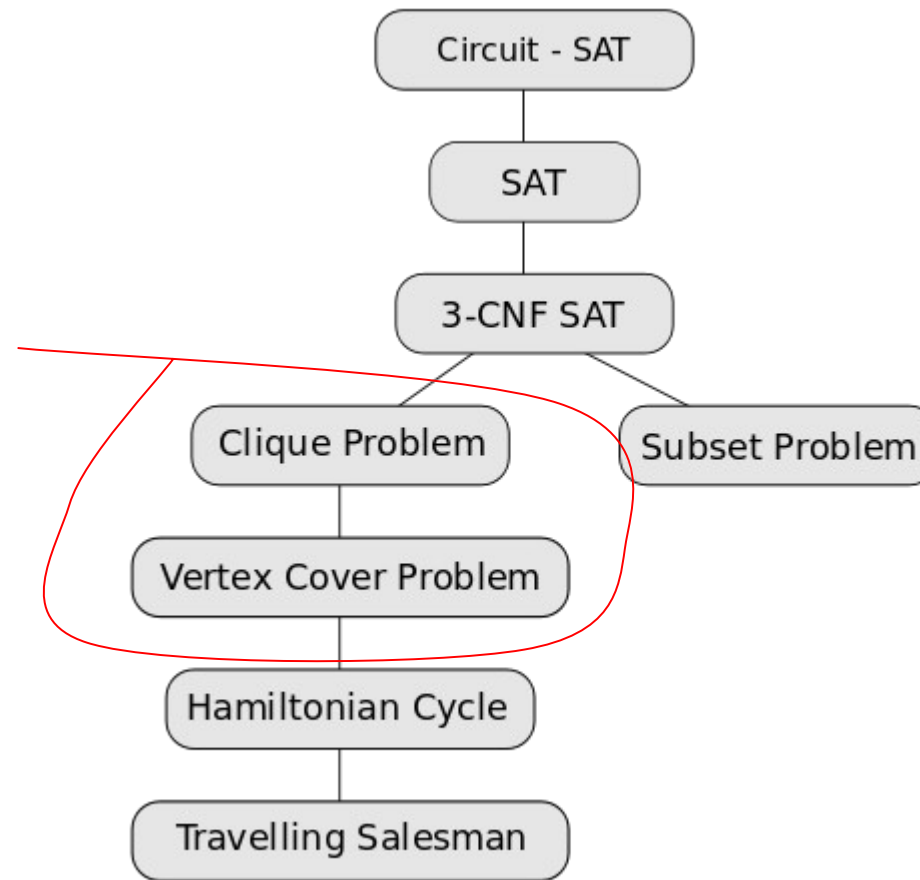 Circuit - SAT
SAT
3-CNF SAT
Clique Problem
Subset Problem
Vertex Cover Problem
Hamiltonian Cycle
Travelling Salesman